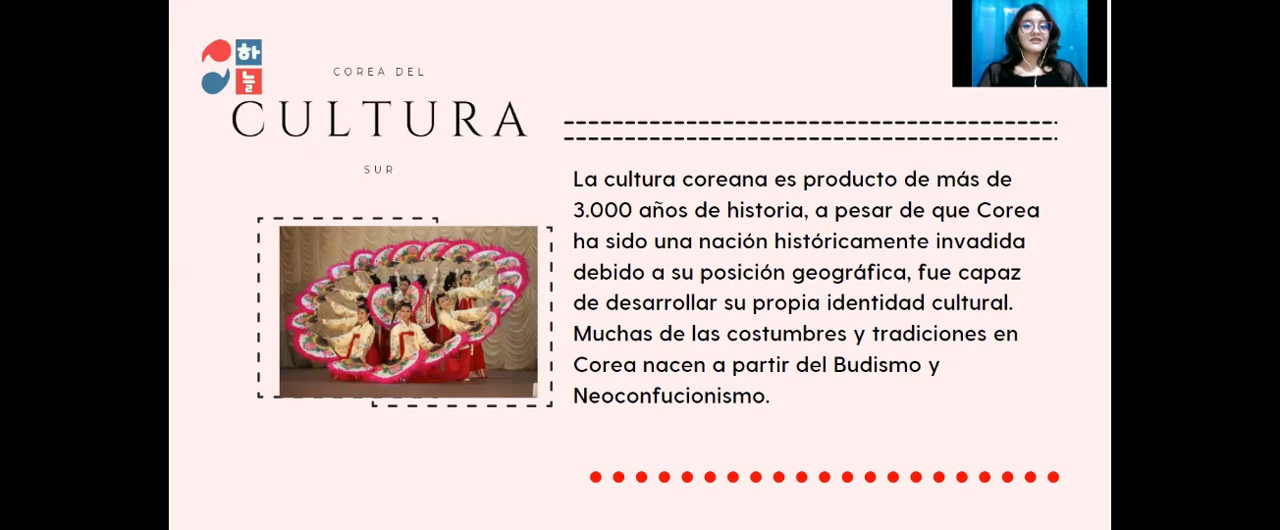 하
늘
COREA DEL
CULTURA
SUR
La cultura coreana es producto de más de
3.000 años de historia, a pesar de que Corea
ha sido una nación históricamente invadida
debido a su posición geográfica, fue capaz
de desarrollar su propia identidad cultural.
Muchas de las costumbres y tradiciones en
Corea nacen a partir del Budismo y
Neoconfucionismo.